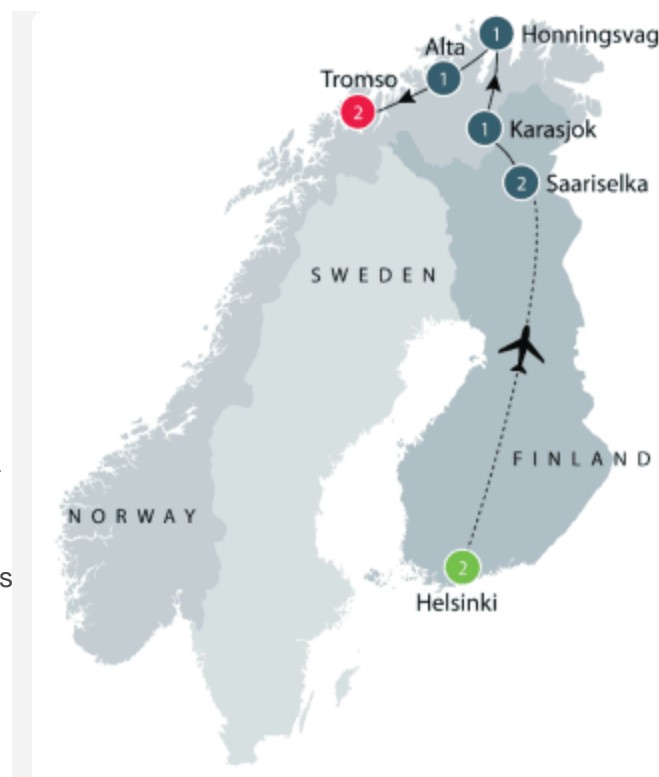 1 Honningsvag
Alta
1
Tromso
2
1 Karasjok
2 Saariselka
SWEDEN
FINLAND
NORWAY
s
2
Helsinki